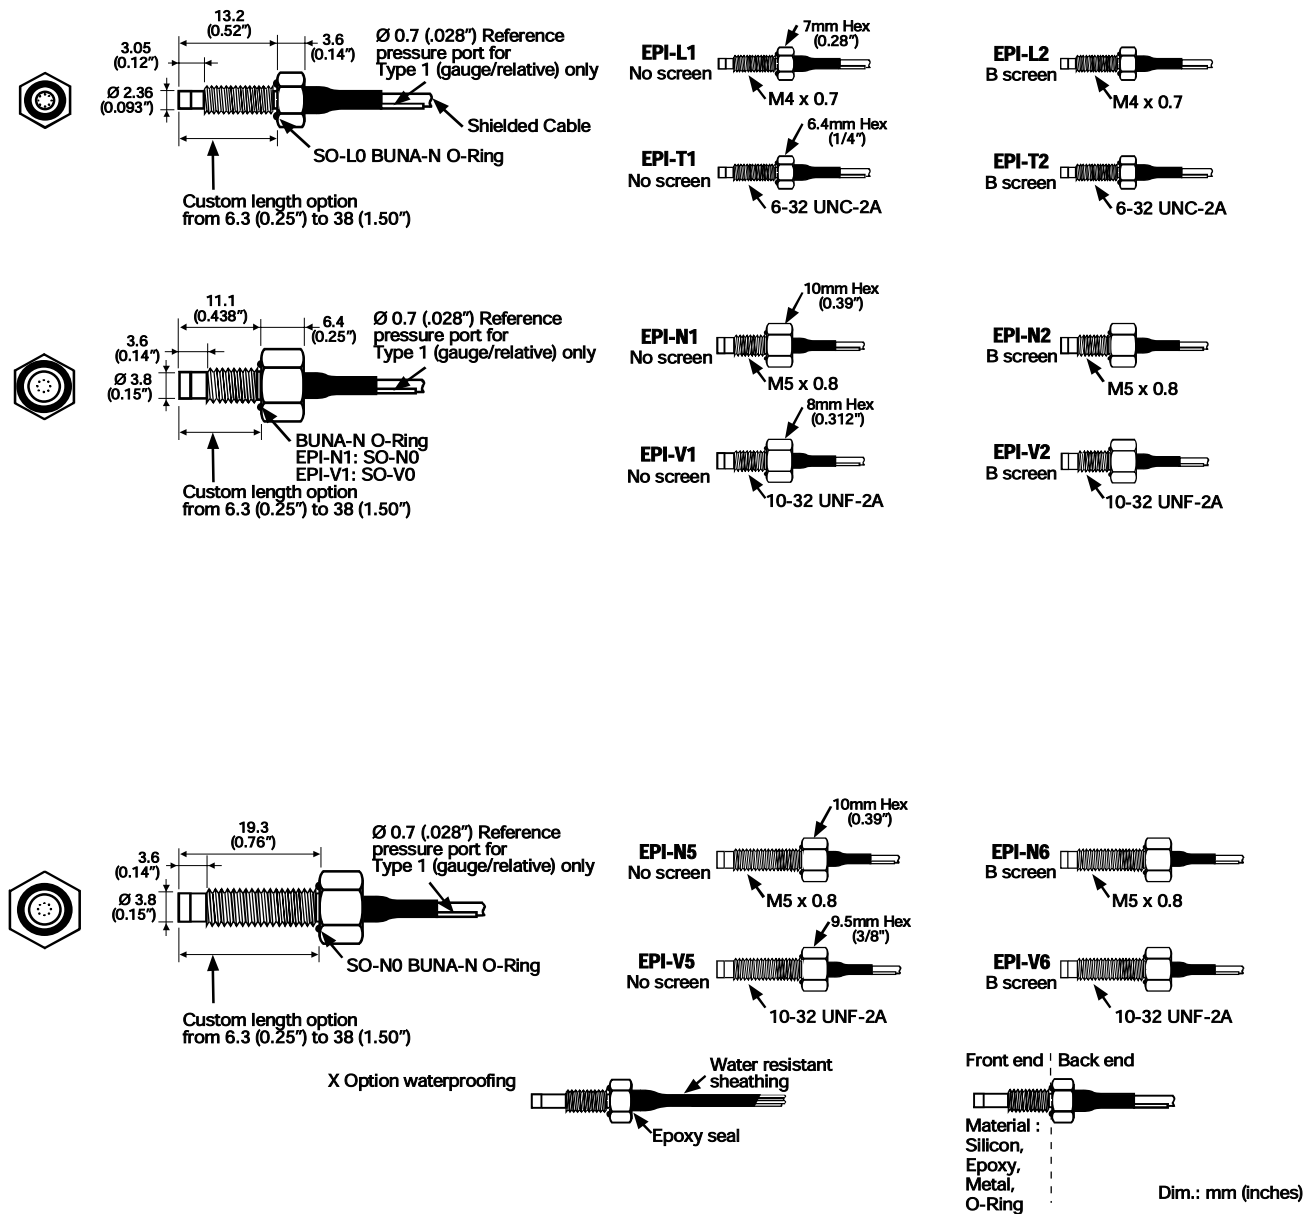 13.2
(0.52")
3.6
(0.14")
3.05
(0.12")
Ø 2.36
(0.093")
Ø 0.7 (.028") Reference
pressure port for
Type 1 (gauge/relative) only
Shielded Cable
SO-L0 BUNA-N O-Ring
Custom length option
from 6.3 (0.25") to 38 (1.50")
EPI-L1
No screen
7mm Hex
(0.28")
M4 x 0.7
EPI-L2
B screen
M4 x 0.7
EPI-T1
No screen
6.4mm Hex
(1/4")
6-32 UNC-2A
EPI-T2
B screen
6-32 UNC-2A
11.1
(0.438")
6.4
(0.25")
3.6
(0.14")
Ø 3.8
(0.15")
Ø 0.7 (.028") Reference
pressure port for
Type 1 (gauge/relative) only
BUNA-N O-Ring
EPI-N1: SO-N0
EPI-V1: SO-V0
Custom length option
from 6.3 (0.25") to 38 (1.50")
EPI-N1
No screen
10mm Hex
(0.39")
M5 x 0.8
EPI-N2
B screen
M5 x 0.8
EPI-V1
No screen
8mm Hex
(0.312")
10-32 UNF-2A
EPI-V2
B screen
10-32 UNF-2A
19.3
(0.76")
3.6
(0.14")
Ø 3.8
(0.15")
Ø 0.7 (.028") Reference
pressure port for
Type 1 (gauge/relative) only
SO-N0 BUNA-N O-Ring
Custom length option
from 6.3 (0.25") to 38 (1.50")
EPI-N5
No screen
10mm Hex
(0.39")
M5 x 0.8
EPI-N6
B screen
M5 x 0.8
EPI-V5
No screen
9.5mm Hex
(3/8")
10-32 UNF-2A
EPI-V6
B screen
10-32 UNF-2A
X Option waterproofing
Water resistant
sheathing
Epoxy seal
Front end
Back end
Material :
Silicon,
Epoxy,
Metal,
O-Ring
Dim.: mm (inches)